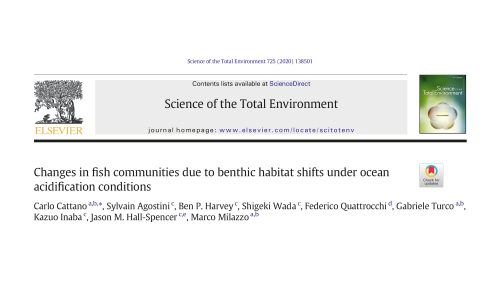 Science of the Total Environment 725 (2020) 138501
Contents lists available at ScienceDirect
Science of the Total Environment
journal homepage: www.elsevier.com/locate/scitotenv
ELSEVIER
Science of the
Total Environment
Changes in fish communities due to benthic habitat shifts under ocean
acidification conditions
Check for
updates
Carlo Cattano a,b,*, Sylvain Agostini c, Ben P. Harvey c, Shigeki Wada c, Federico Quattrocchi d, Gabriele Turco a,b,
Kazuo Inaba c, Jason M. Hall-Spencer c,e, Marco Milazzo a,b